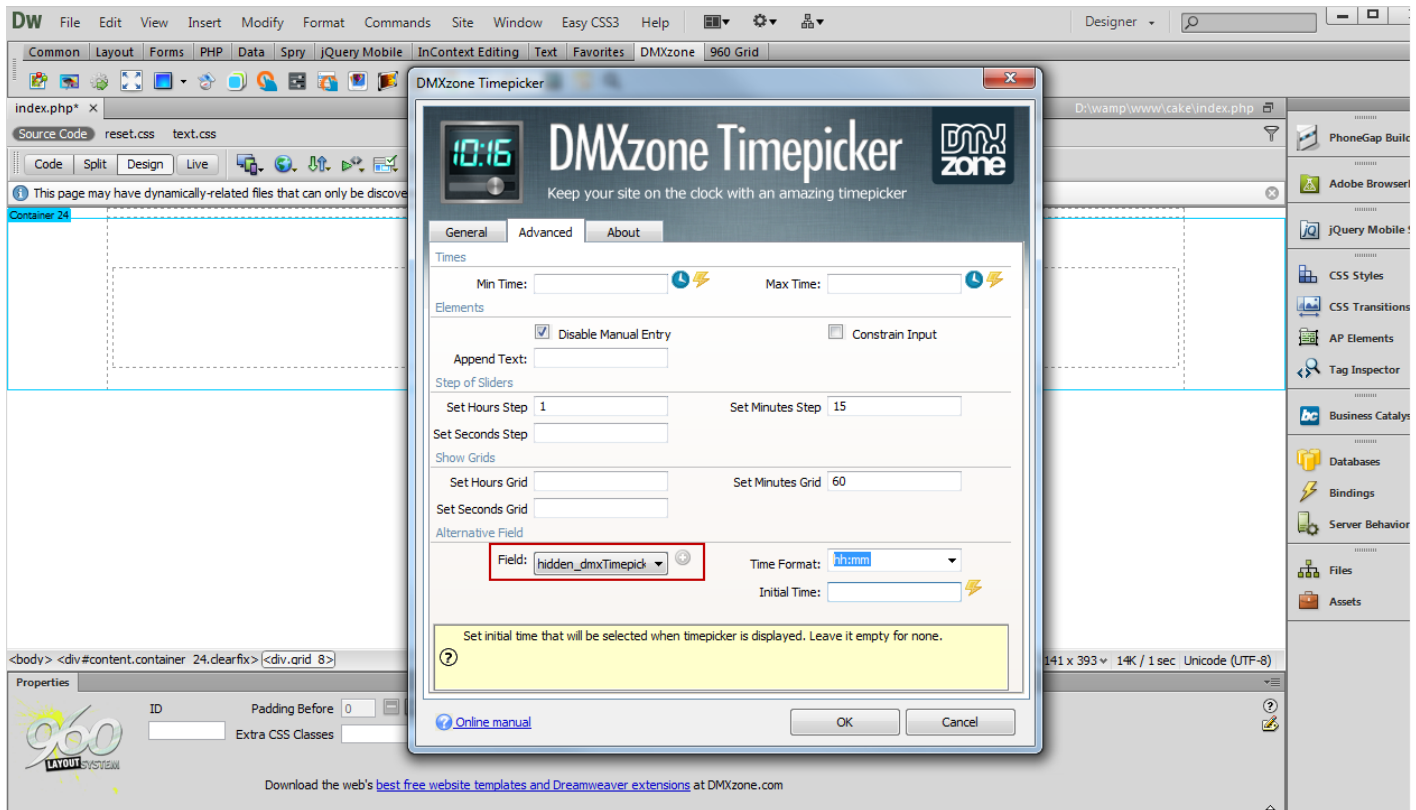 DW File Edit View Insert Modify Format Commands Site Window Easy CSS3 Help Designer
Common Layout Forms PHP Data Spry jQuery Mobile InContext Editing Text Favorites DMXzone 960 Grid
index.php* × D:\wamp\www\cake\index.php
Source Code reset.css text.css
Code Split Design Live
This page may have dynamically-related files that can only be discove
Container 24
DMXzone Timepicker
10:16
DMXzone Timepicker
DMX
zone
Keep your site on the clock with an amazing timepicker
General Advanced About
Times
Min Time: Max Time:
Elements
Disable Manual Entry Constrain Input
Append Text:
Step of Sliders
Set Hours Step 1 Set Minutes Step 15
Set Seconds Step
Show Grids
Set Hours Grid Set Minutes Grid 60
Set Seconds Grid
Alternative Field
Field: hidden_dmxTimepick Time Format: hh:mm
Initial Time:
Set initial time that will be selected when timepicker is displayed. Leave it empty for none.
Online manual OK Cancel
PhoneGap Build
Adobe Browserl
jQ jQuery Mobile S
CSS Styles
CSS Transitions
AP Elements
Tag Inspector
bc Business Catalys
Databases
Bindings
Server Behavior
Files
Assets
<body> <div#content.container_24.clearfix> <div.grid_8> 141 x 393 14K / 1 sec Unicode (UTF-8)
Properties
ID Padding Before 0
Extra CSS Classes
960
LAYOUT SYSTEM
Download the web's best free website templates and Dreamweaver extensions at DMXzone.com